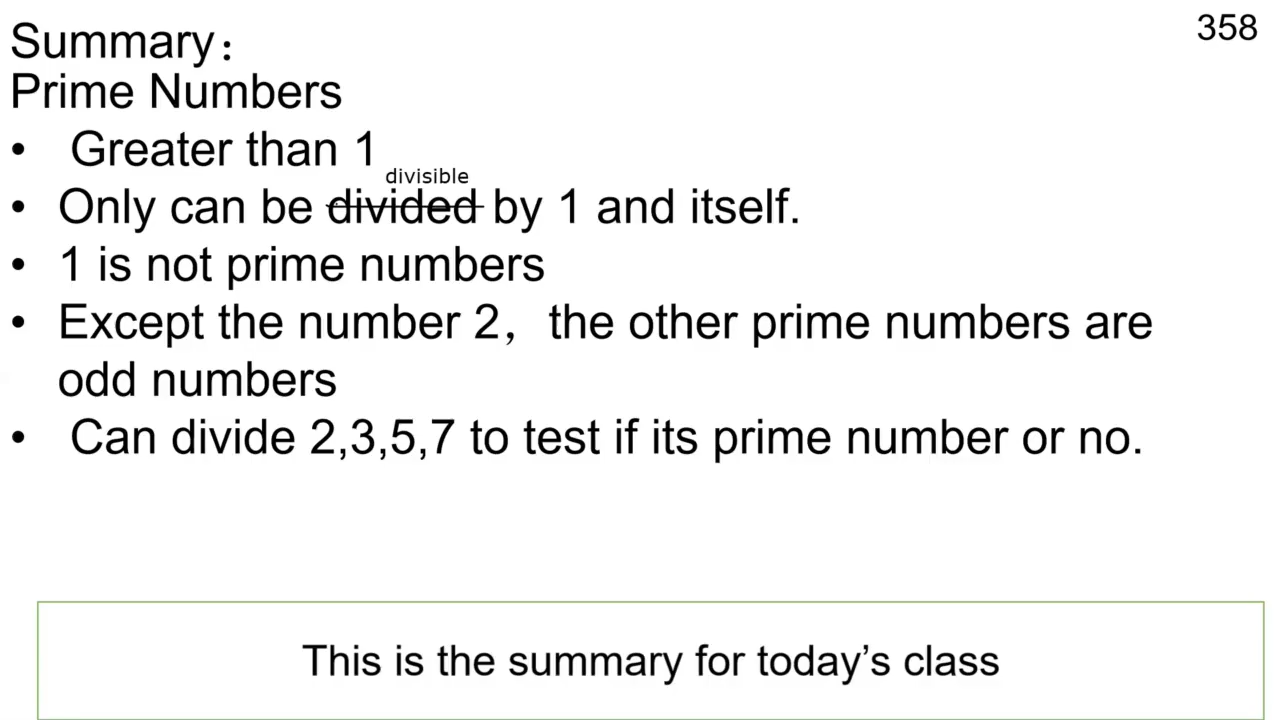 358
Summary：
Prime Numbers
• Greater than 1
divisible
• Only can be divided by 1 and itself.
• 1 is not prime numbers
• Except the number 2，the other prime numbers are
odd numbers
• Can divide 2,3,5,7 to test if its prime number or no.
This is the summary for today’s class